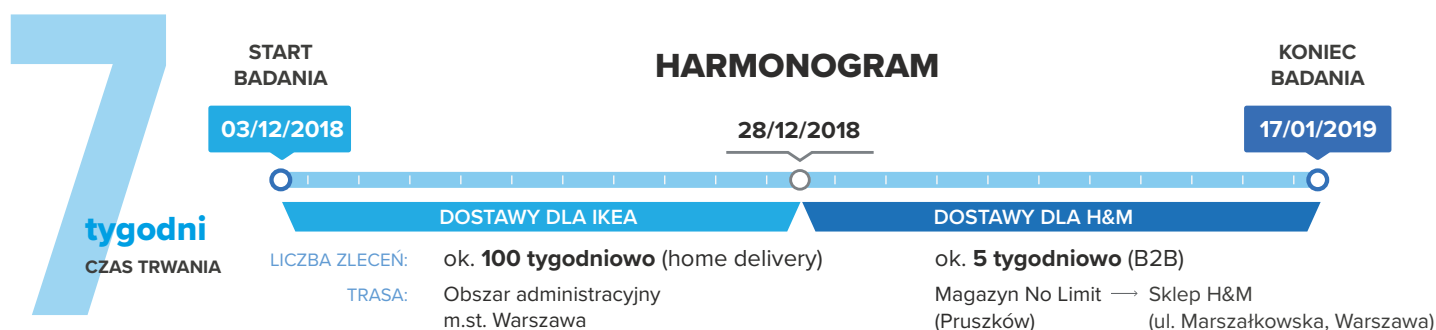 7
tygodni
CZAS TRWANIA
HARMONOGRAM
START
BADANIA
03/12/2018
28/12/2018
KONIEC
BADANIA
17/01/2019
DOSTAWY DLA IKEA
DOSTAWY DLA H&M
LICZBA ZLECEŃ:
ok. 100 tygodniowo (home delivery)
ok. 5 tygodniowo (B2B)
TRASA:
Obszar administracyjny
m.st. Warszawa
Magazyn No Limit → Sklep H&M
(Pruszków) (ul. Marszałkowska, Warszawa)